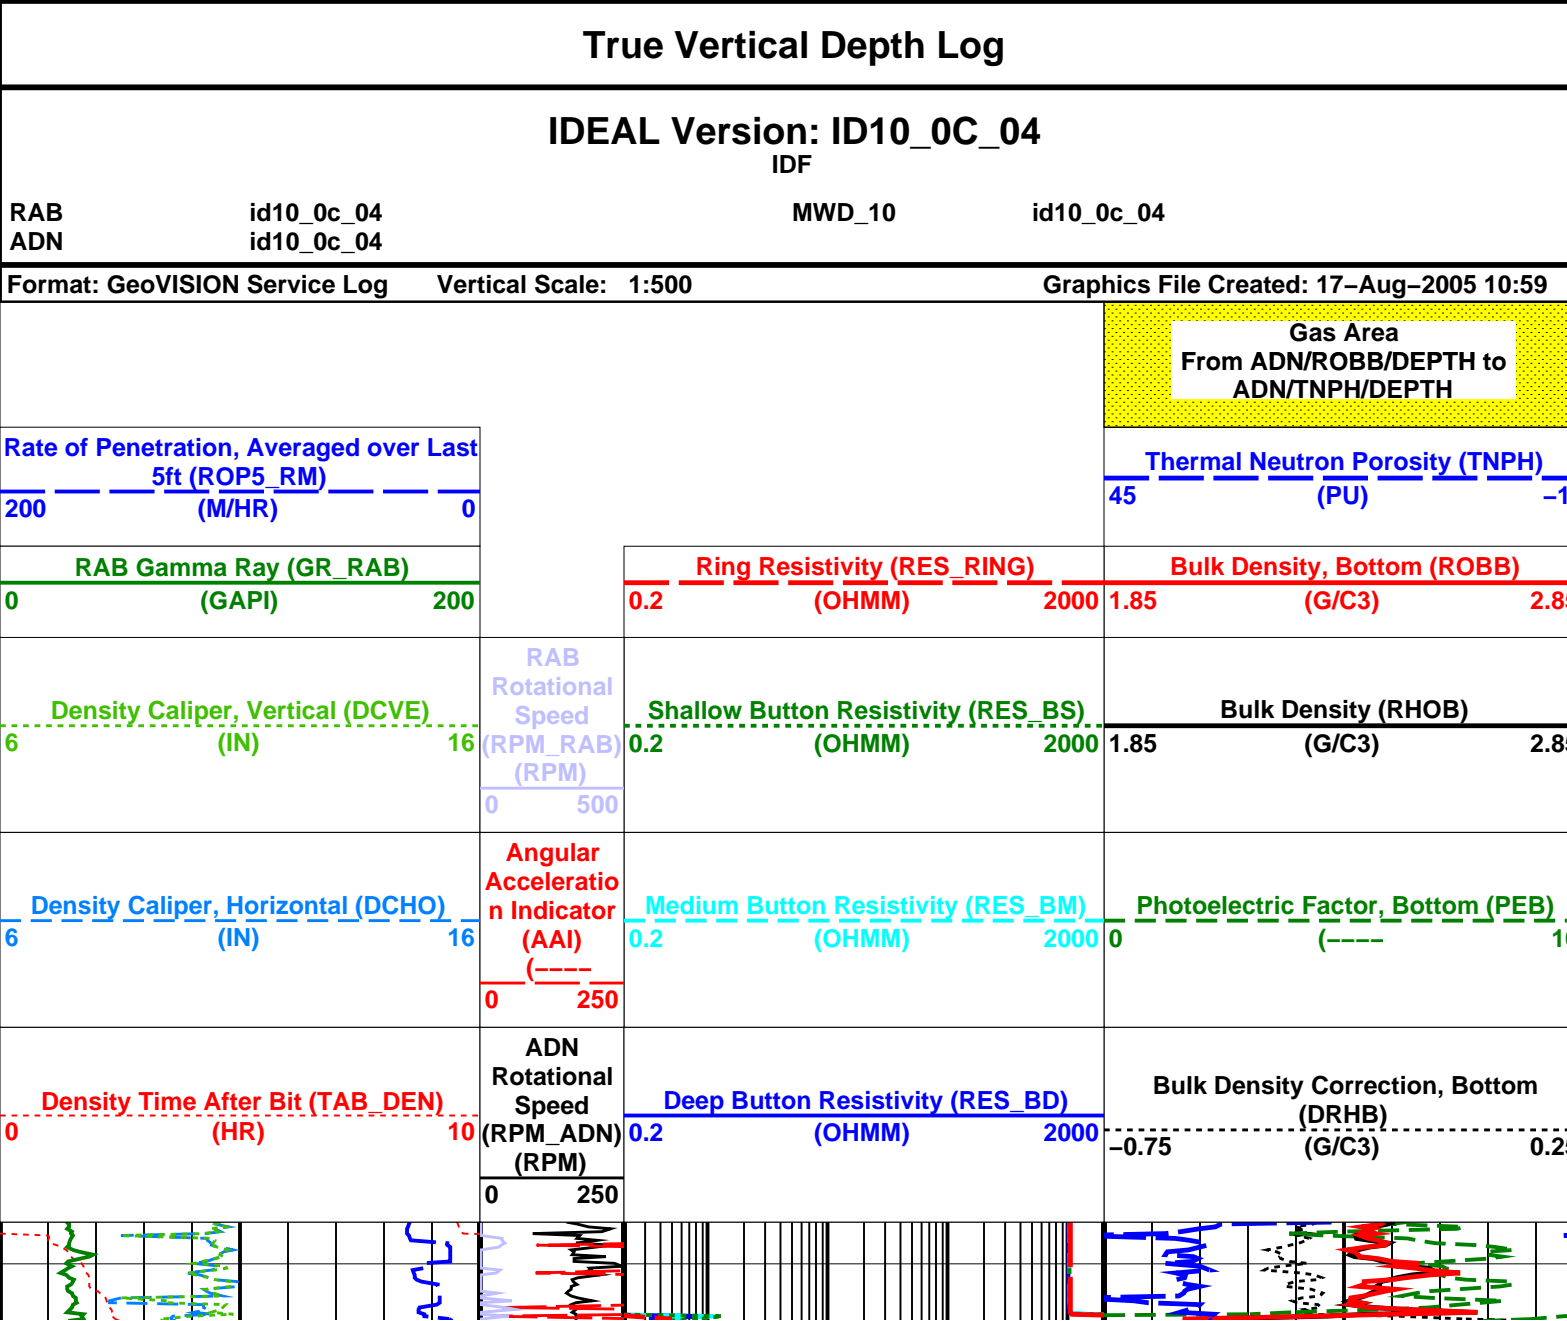 True Vertical Depth Log
IDEAL Version: ID10_0C_04
IDF
RAB id10_0c_04 MWD_10 id10_0c_04
ADN id10_0c_04
Format: GeoVISION Service Log Vertical Scale: 1:500 Graphics File Created: 17−Aug−2005 10:59
Gas Area
From ADN/ROBB/DEPTH to
ADN/TNPH/DEPTH
Rate of Penetration, Averaged over Last
5ft (ROP5_RM)
200 (M/HR) 0
Thermal Neutron Porosity (TNPH)
45 (PU)
RAB Gamma Ray (GR_RAB)
0 (GAPI) 200
Ring Resistivity (RES_RING)
0.2 (OHMM) 2000
Bulk Density, Bottom (ROBB)
1.85 (G/C3)
Density Caliper, Vertical (DCVE)
6 (IN) 16
RAB
Rotational
Speed
(RPM_RAB)
(RPM)
0 500
Shallow Button Resistivity (RES_BS)
0.2 (OHMM) 2000
Bulk Density (RHOB)
1.85 (G/C3)
Density Caliper, Horizontal (DCHO)
6 (IN) 16
Angular
Acceleratio
n Indicator
(AAI)
(−−−−
0 250
Medium Button Resistivity (RES_BM)
0.2 (OHMM) 2000
Photoelectric Factor, Bottom (PEB)
0 (−−−−
Density Time After Bit (TAB_DEN)
0 (HR) 10
ADN
Rotational
Speed
(RPM_ADN)
(RPM)
0 250
Deep Button Resistivity (RES_BD)
0.2 (OHMM) 2000
Bulk Density Correction, Bottom
(DRHB)
−0.75 (G/C3)